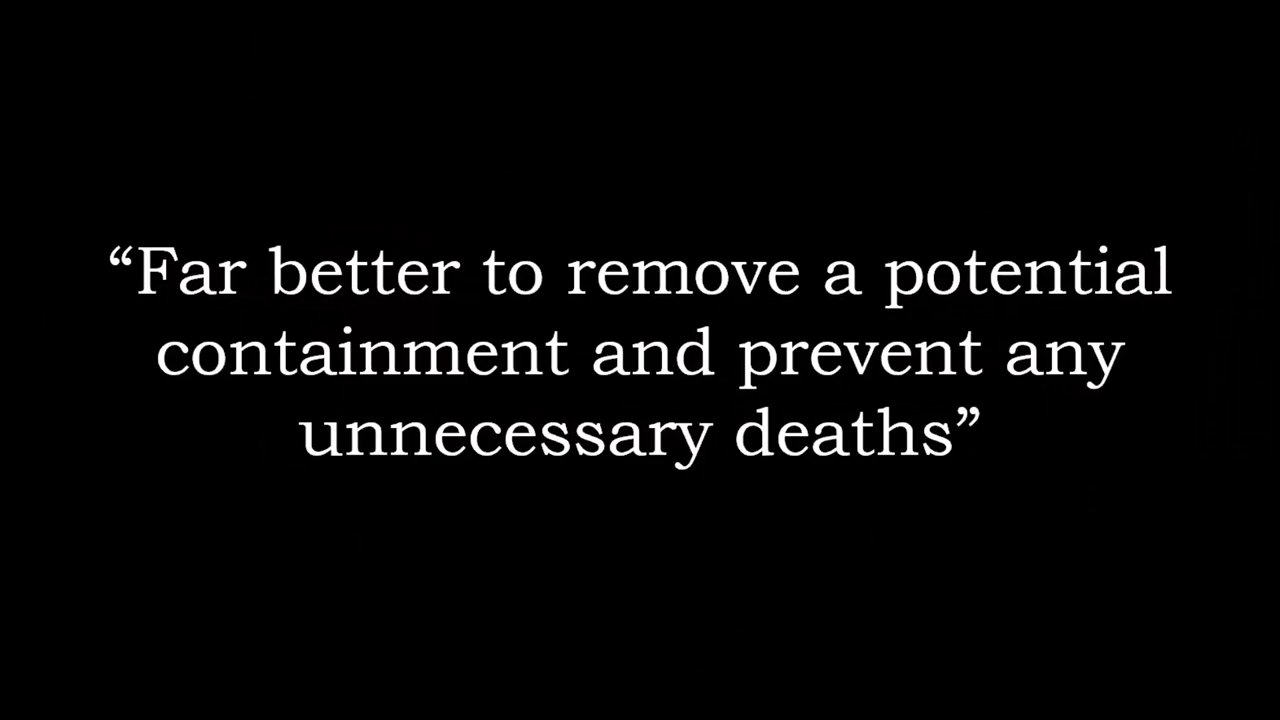 “Far better to remove a potential
containment and prevent any
unnecessary deaths”